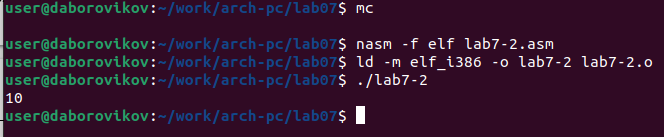 user@daborovikov:~/work/arch-pc/lab07$ mc
user@daborovikov:~/work/arch-pc/lab07$ nasm -f elf lab7-2.asm
user@daborovikov:~/work/arch-pc/lab07$ ld -m elf_i386 -o lab7-2 lab7-2.o
user@daborovikov:~/work/arch-pc/lab07$ ./lab7-2
10
user@daborovikov:~/work/arch-pc/lab07$